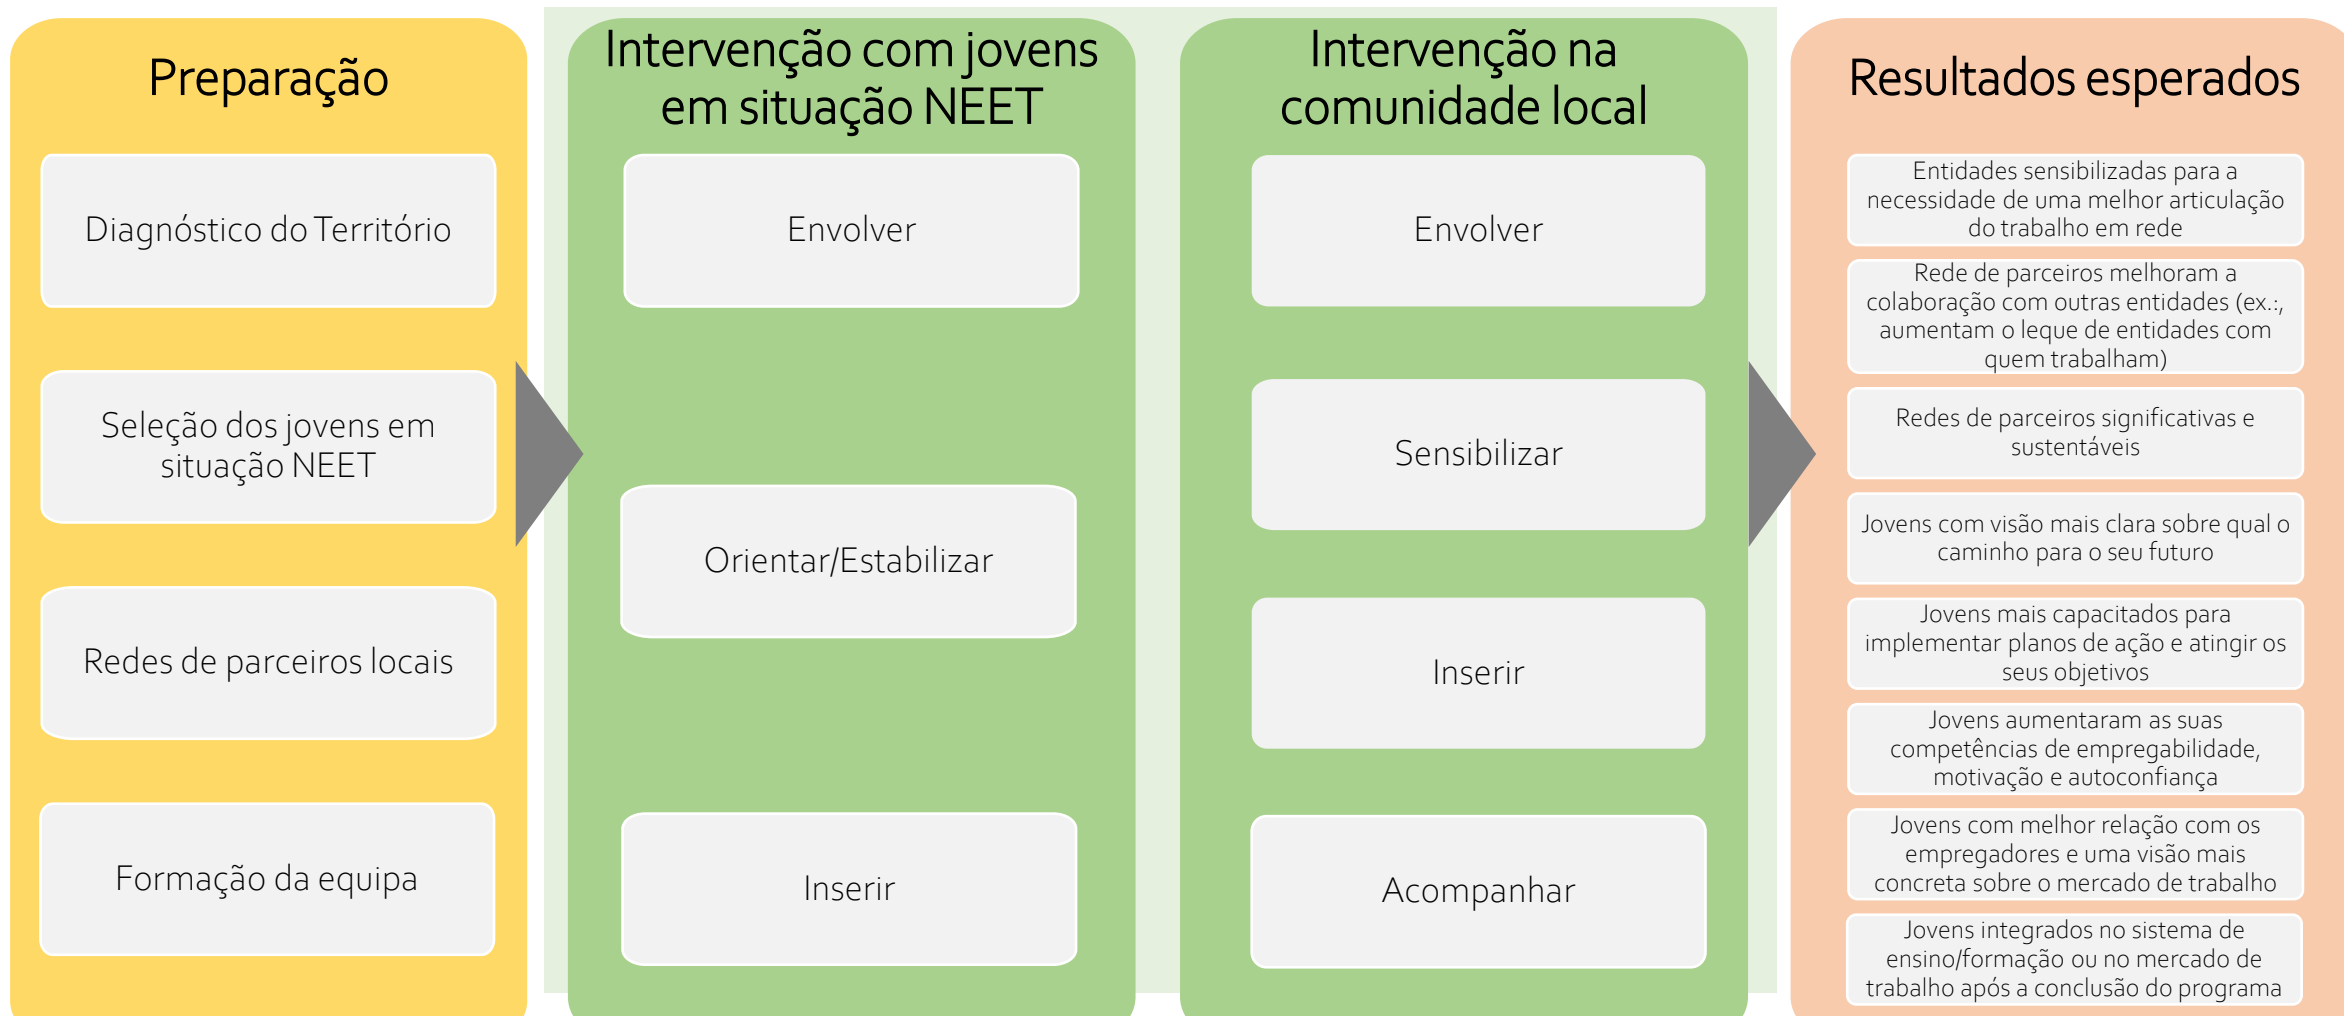 Preparação
Diagnóstico do Território
Seleção dos jovens em
situação NEET
Redes de parceiros locais
Formação da equipa
Intervenção com jovens
em situação NEET
Envolver
Orientar/Estabilizar
Inserir
Intervenção na
comunidade local
Envolver
Sensibilizar
Inserir
Acompanhar
Resultados esperados
Entidades sensibilizadas para a
necessidade de uma melhor articulação
do trabalho em rede
Rede de parceiros melhoram a
colaboração com outras entidades (ex.:,
aumentam o leque de entidades com
quem trabalham)
Redes de parceiros significativas e
sustentáveis
Jovens com visão mais clara sobre qual o
caminho para o seu futuro
Jovens mais capacitados para
implementar planos de ação e atingir os
seus objetivos
Jovens aumentaram as suas
competências de empregabilidade,
motivação e autoconfiança
Jovens com melhor relação com os
empregadores e uma visão mais
concreta sobre o mercado de trabalho
Jovens integrados no sistema de
ensino/formação ou no mercado de
trabalho após a conclusão do programa